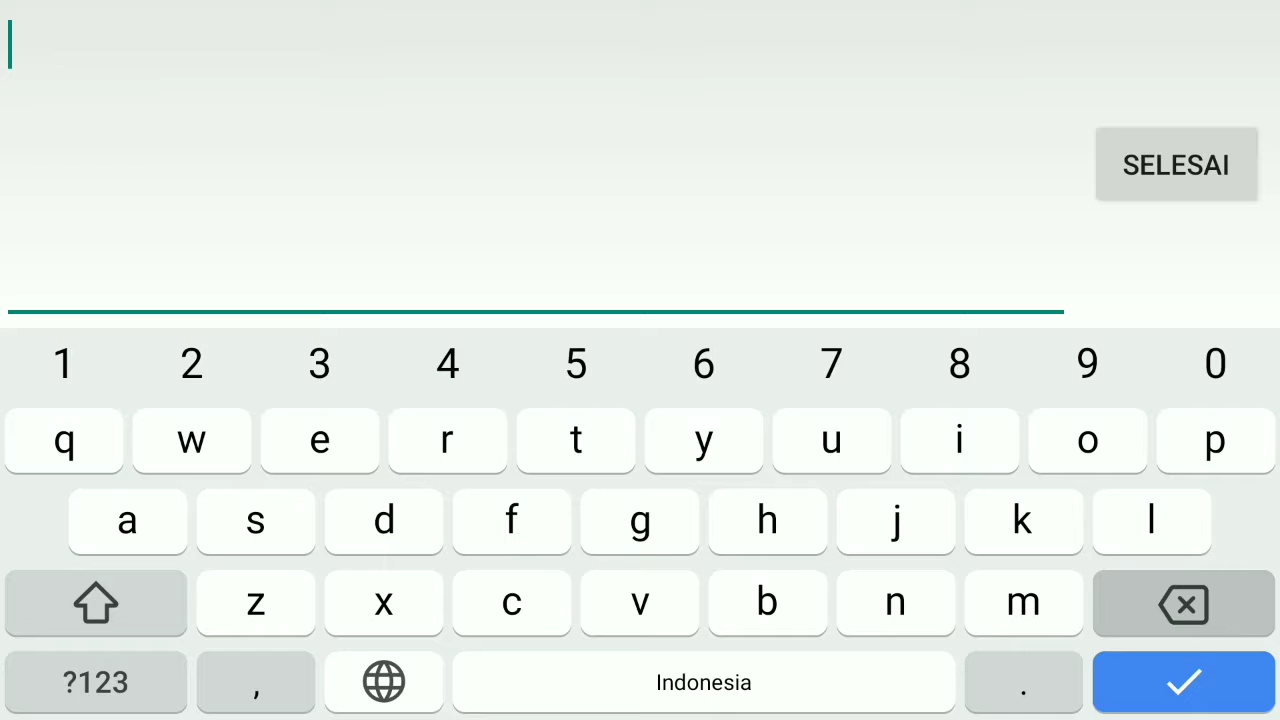 SELESAI
1 2 3 4 5 6 7 8 9 0
q w e r t y u i o p
a s d f g h j k l
z x c v b n m
?123 , Indonesia .